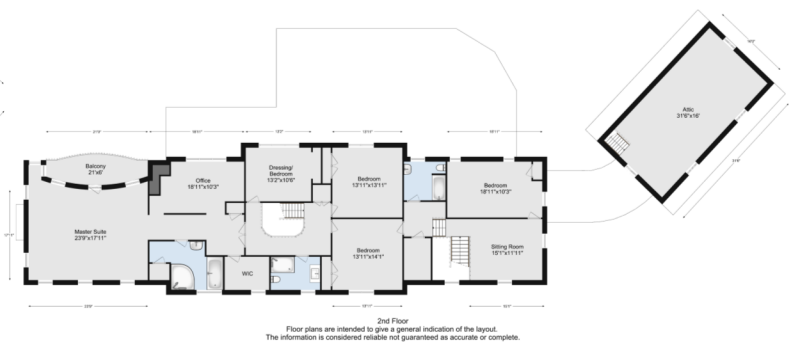 Attic
31'6"x16'
Balcony
21'x6'
Office
16'11"x10'3"
Dressing/
Bedroom
13'2"x10'6"
Bedroom
13'11"x13'11"
Bedroom
18'11"x10'3"
Master Suite
23'9"x17'11"
Bedroom
13'11"x14'1"
Sitting Room
15'1"x11'11"
WIC
2nd Floor
Floor plans are intended to give a general indication of the layout.
The information is considered reliable not guaranteed as accurate or complete.